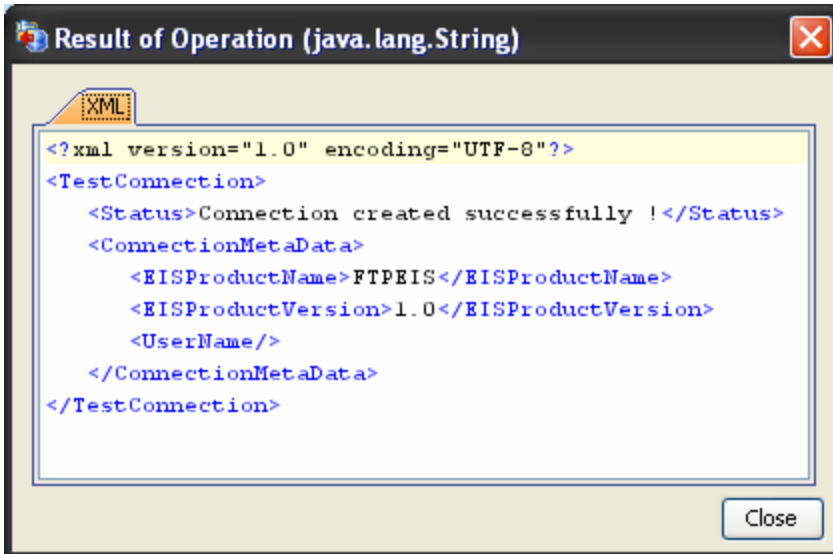 Result of Operation (java.lang.String)
XML
<?xml version="1.0" encoding="UTF-8"?>
<TestConnection>
<Status>Connection created successfully !</Status>
<ConnectionMetaData>
<EISProductName>FTPEIS</EISProductName>
<EISProductVersion>1.0</EISProductVersion>
<UserName/>
</ConnectionMetaData>
</TestConnection>
Close